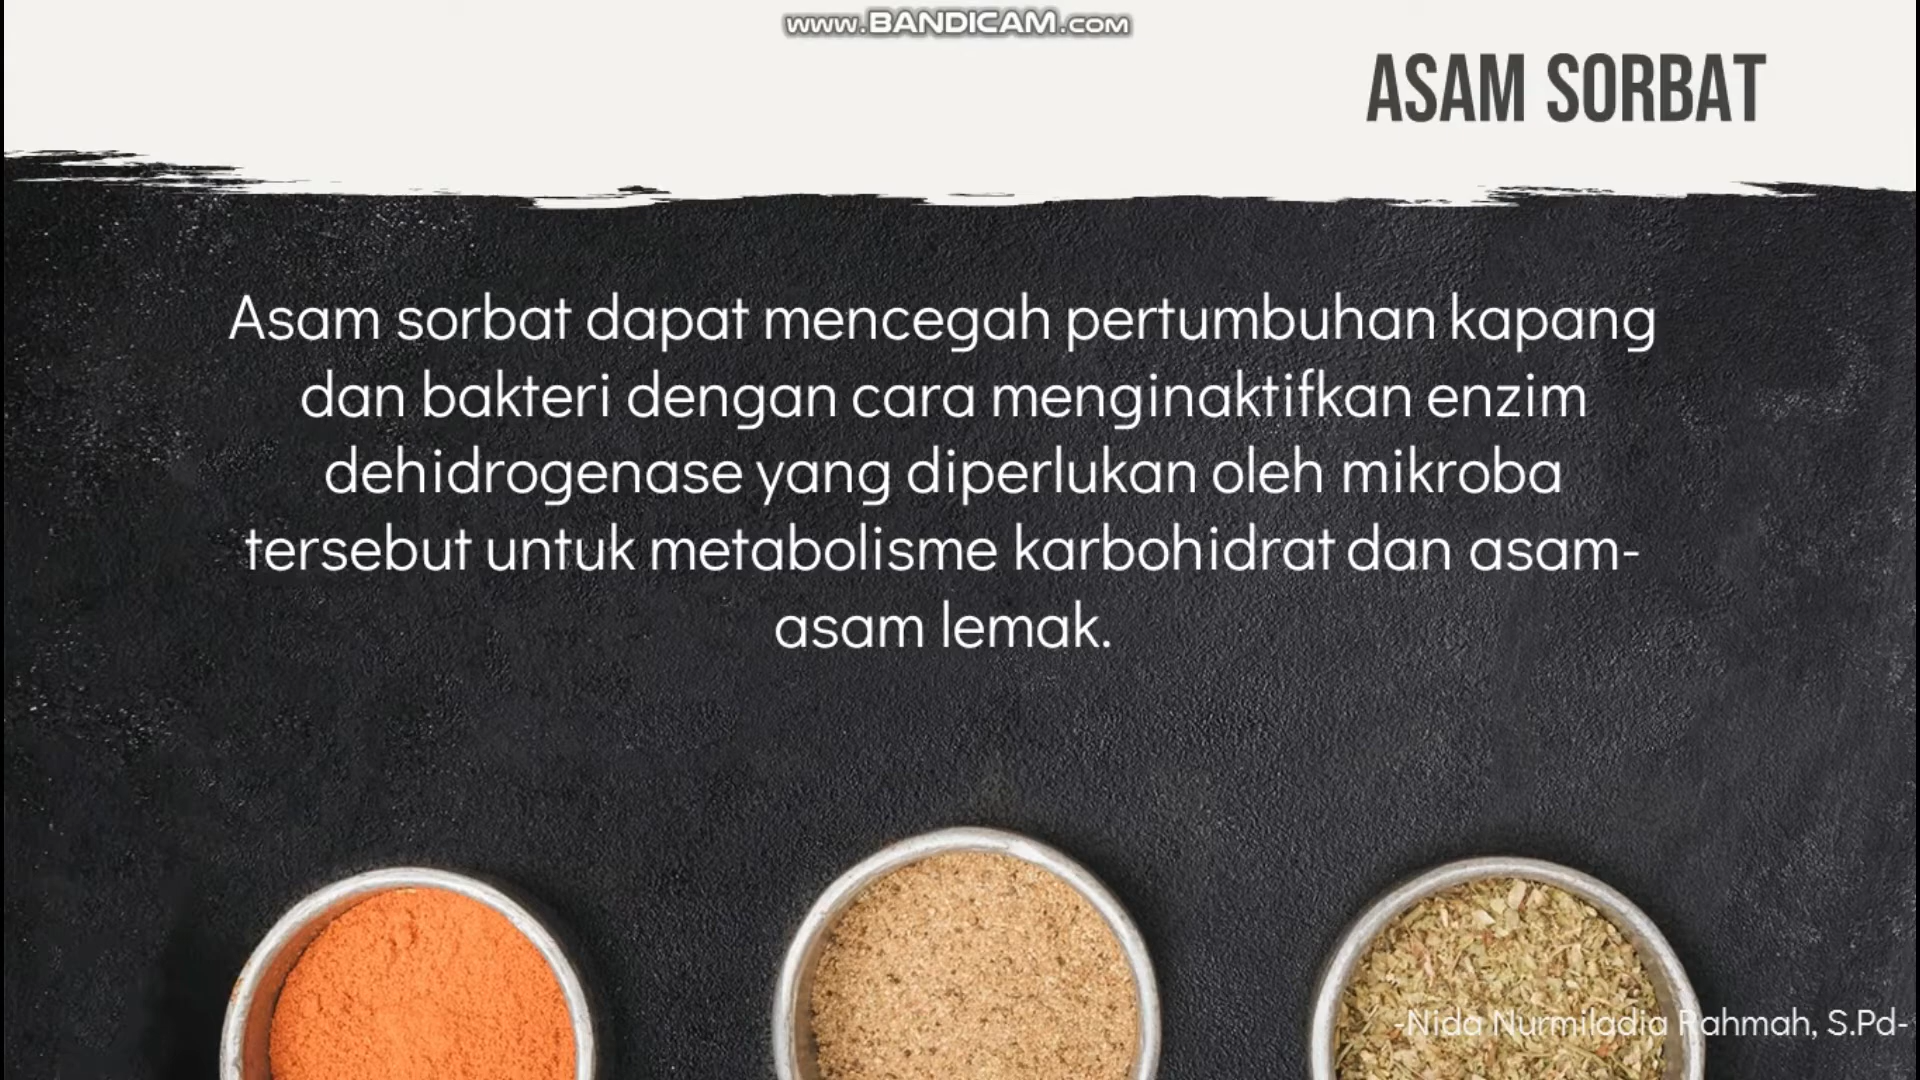 www.BANDICAM.com
ASAM SORBAT
Asam sorbat dapat mencegah pertumbuhan kapang
dan bakteri dengan cara menginaktifkan enzim
dehidrogenase yang diperlukan oleh mikroba
tersebut untuk metabolisme karbohidrat dan asam-
asam lemak.
-Nida Nurmiladia Rahmah, S.Pd-